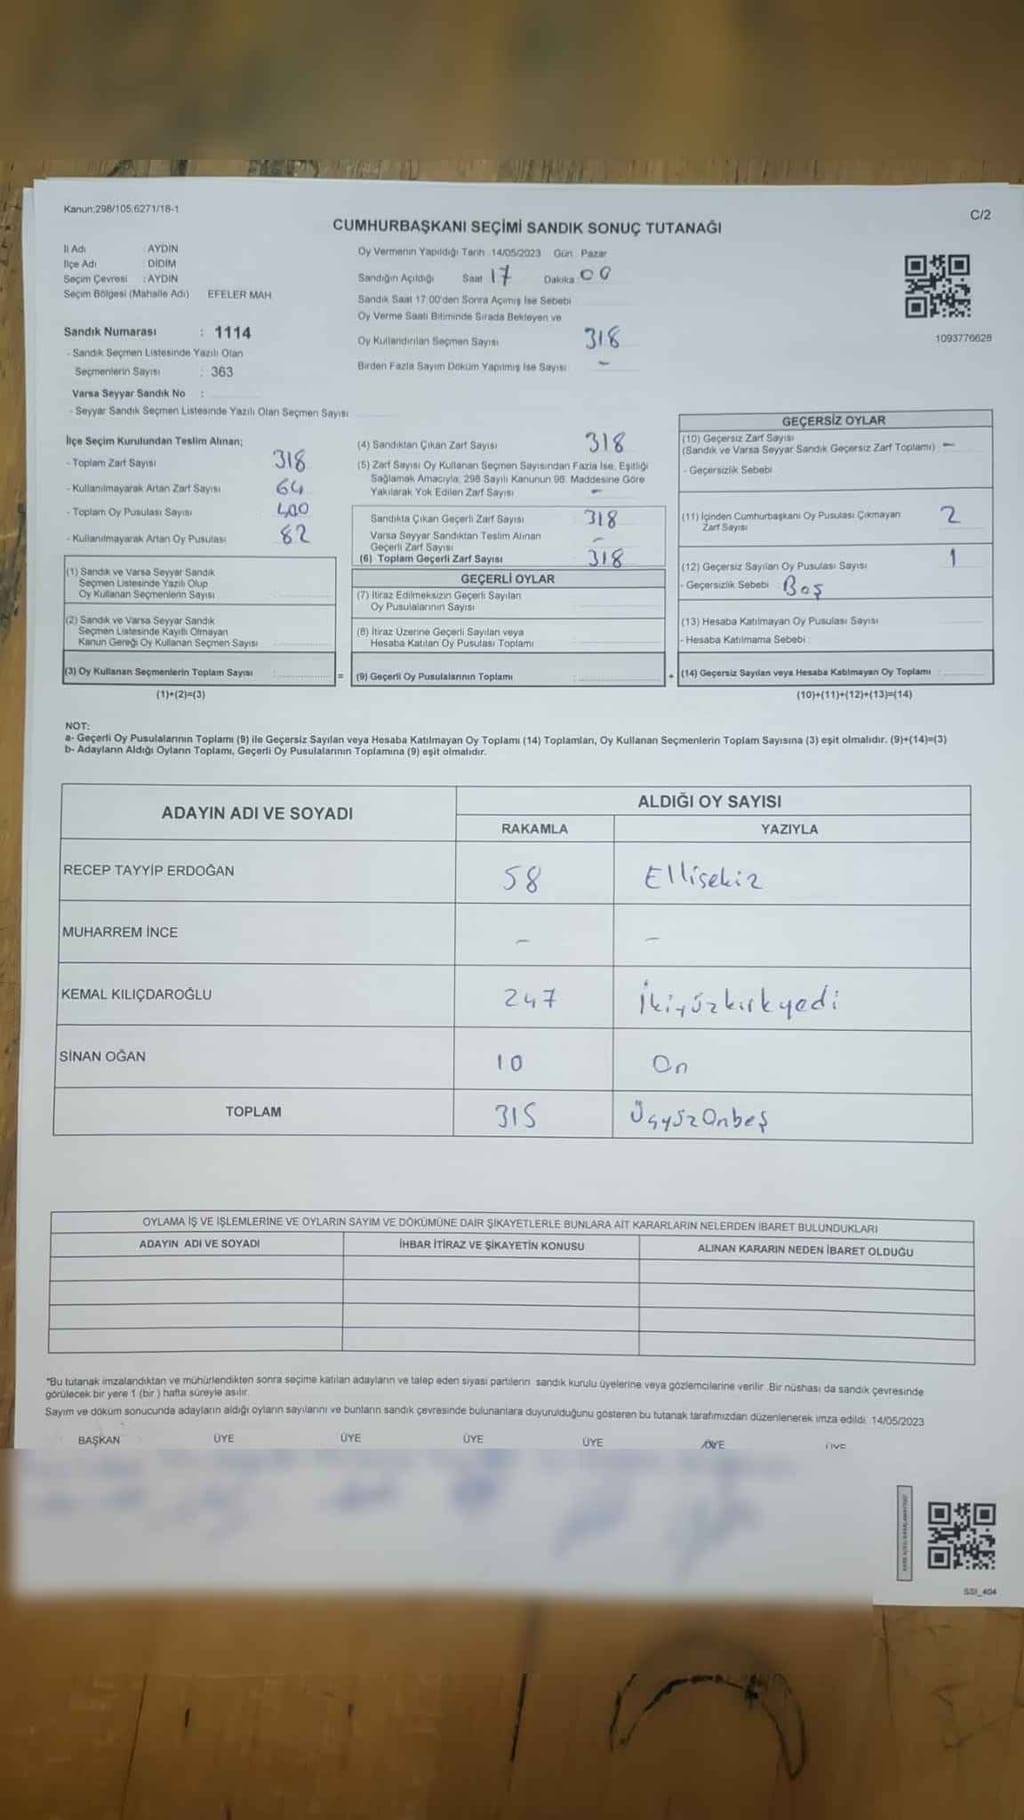 Kanun:298/105,6271/18-1
C/2
CUMHURBAŞKANI SEÇİMİ SANDIK SONUÇ TUTANAĞI
İl Adı : AYDIN
İlçe Adı : DİDİM
Seçim Çevresi : AYDIN
Seçim Bölgesi (Mahalle Adı) EFELER MAH.
Oy Vermenin Yapıldığı Tarih 14/05/2023 Gün Pazar
Sandığın Açıldığı Saat 17 Dakika 00
Sandık Saat 17:00'den Sonra Açılmış İse Sebebi
Oy Verme Saati Bitiminde Sırada Bekleyen ve
Oy Kullandırılan Seçmen Sayısı 318
Birden Fazla Sayım Döküm Yapılmış İse Sayısı -
1093776628
Sandık Numarası : 1114
- Sandık Seçmen Listesinde Yazılı Olan
Seçmenlerin Sayısı : 363
Varsa Seyyar Sandık No :
- Seyyar Sandık Seçmen Listesinde Yazılı Olan Seçmen Sayısı
İlçe Seçim Kurulundan Teslim Alınan;
- Toplam Zarf Sayısı 318
- Kullanılmayarak Artan Zarf Sayısı 64
- Toplam Oy Pusulası Sayısı 400
- Kullanılmayarak Artan Oy Pusulası 82
(1) Sandık ve Varsa Seyyar Sandık
Seçmen Listesinde Yazılı Olup
Oy Kullanan Seçmenlerin Sayısı
(2) Sandık ve Varsa Seyyar Sandık
Seçmen Listesinde Kayıtlı Olmayan
Kanun Gereği Oy Kullanan Seçmen Sayısı
(3) Oy Kullanan Seçmenlerin Toplam Sayısı : =
(1)+(2)=(3)
(4) Sandıktan Çıkan Zarf Sayısı 318
(5) Zarf Sayısı Oy Kullanan Seçmen Sayısından Fazla İse, Eşitliği
Sağlamak Amacıyla, 298 Sayılı Kanunun 98. Maddesine Göre
Yakılarak Yok Edilen Zarf Sayısı -
Sandıkta Çıkan Geçerli Zarf Sayısı 318
Varsa Seyyar Sandıktan Teslim Alınan
Geçerli Zarf Sayısı -
(6) Toplam Geçerli Zarf Sayısı 318
GEÇERLİ OYLAR
(7) İtiraz Edilmeksizin Geçerli Sayılan
Oy Pusulalarının Sayısı
(8) İtiraz Üzerine Geçerli Sayılan veya
Hesaba Katılan Oy Pusulası Toplamı
(9) Geçerli Oy Pusulalarının Toplamı : +
GEÇERSİZ OYLAR
(10) Geçersiz Zarf Sayısı
(Sandık ve Varsa Seyyar Sandık Geçersiz Zarf Toplamı) -
- Geçersizlik Sebebi
(11) İçinden Cumhurbaşkanı Oy Pusulası Çıkmayan
Zarf Sayısı 2
(12) Geçersiz Sayılan Oy Pusulası Sayısı 1
- Geçersizlik Sebebi : Boş
(13) Hesaba Katılmayan Oy Pusulası Sayısı
- Hesaba Katılmama Sebebi :
(14) Geçersiz Sayılan veya Hesaba Katılmayan Oy Toplamı :
(10)+(11)+(12)+(13)=(14)
NOT:
a- Geçerli Oy Pusulalarının Toplamı (9) ile Geçersiz Sayılan veya Hesaba Katılmayan Oy Toplamı (14) Toplamları, Oy Kullanan Seçmenlerin Toplam Sayısına (3) eşit olmalıdır. (9)+(14)=(3)
b- Adayların Aldığı Oyların Toplamı, Geçerli Oy Pusulalarının Toplamına (9) eşit olmalıdır.
ADAYIN ADI VE SOYADI
ALDIĞI OY SAYISI
RAKAMLA YAZIYLA
RECEP TAYYİP ERDOĞAN 58 Ellisekiz
MUHARREM İNCE - -
KEMAL KILIÇDAROĞLU 247 İkiyüzkırkyedi
SİNAN OĞAN 10 On
TOPLAM 315 ÜçyüzOnbeş
OYLAMA İŞ VE İŞLEMLERİNE VE OYLARIN SAYIM VE DÖKÜMÜNE DAİR ŞİKAYETLERLE BUNLARA AİT KARARLARIN NELERDEN İBARET BULUNDUKLARI
ADAYIN ADI VE SOYADI İHBAR İTİRAZ VE ŞİKAYETİN KONUSU ALINAN KARARIN NEDEN İBARET OLDUĞU
*Bu tutanak imzalandıktan ve mühürlendikten sonra seçime katılan adayların ve talep eden siyasi partilerin sandık kurulu üyelerine veya gözlemcilerine verilir. Bir nüshası da sandık çevresinde
görülecek bir yere 1 (bir ) hafta süreyle asılır.
Sayım ve döküm sonucunda adayların aldığı oyların sayılarını ve bunların sandık çevresinde bulunanlara duyurulduğunu gösteren bu tutanak tarafımızdan düzenlenerek imza edildi. 14/05/2023
BAŞKAN ÜYE ÜYE ÜYE ÜYE ÜYE ÜYE
SSI_404